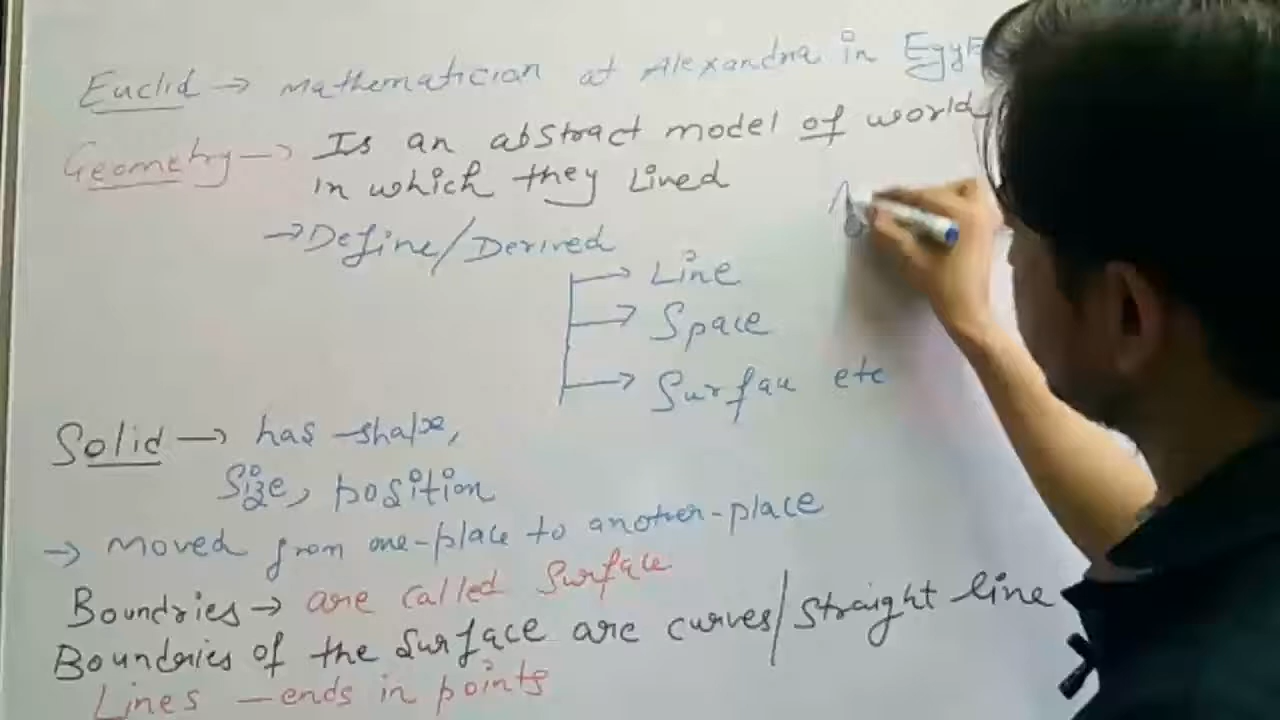 Euclid → Mathematician at Alexandria in Egyp
Geometry → Is an abstract model of world
in which they Lived
→ Define/Derived
→ Line
→ Space
→ Surface etc
Solid → has shape,
Size, position
→ Moved from one-place to another-place
Boundries → are called Surface
Boundries of the Surface are curves/straight line
Lines — ends in points